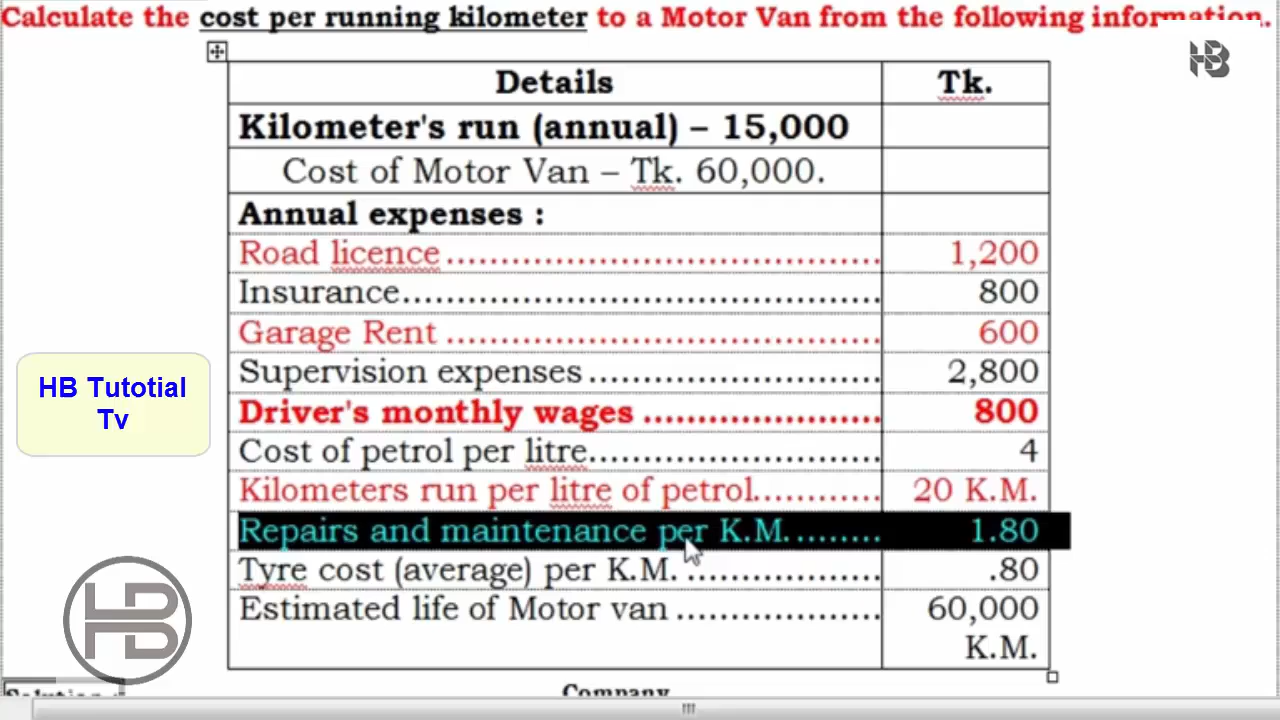 Calculate the cost per running kilometer to a Motor Van from the following information.
HB
Details Tk.
Kilometer's run (annual) – 15,000
Cost of Motor Van – Tk. 60,000.
Annual expenses :
Road licence ........................................ 1,200
Insurance............................................ 800
Garage Rent ........................................ 600
Supervision expenses ........................... 2,800
Driver's monthly wages ...................... 800
Cost of petrol per litre........................... 4
Kilometers run per litre of petrol............ 20 K.M.
Repairs and maintenance per K.M. ......... 1.80
Tyre cost (average) per K.M. .................. .80
Estimated life of Motor van ................... 60,000
K.M.
HB Tutotial
Tv
HB
Solution :
Company